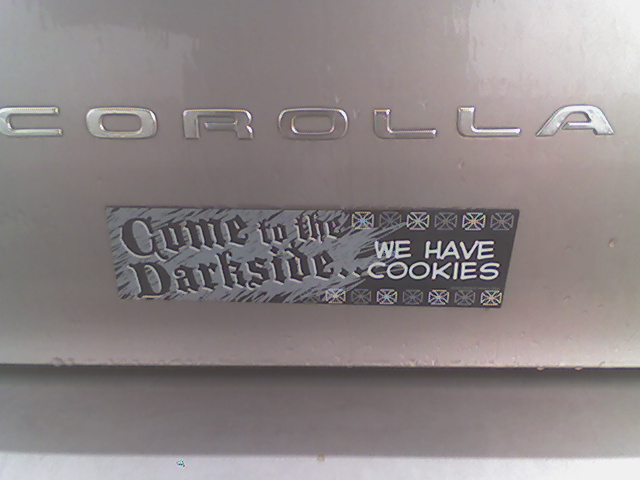 COROLLA
Come to the
Darkside...
WE HAVE
COOKIES